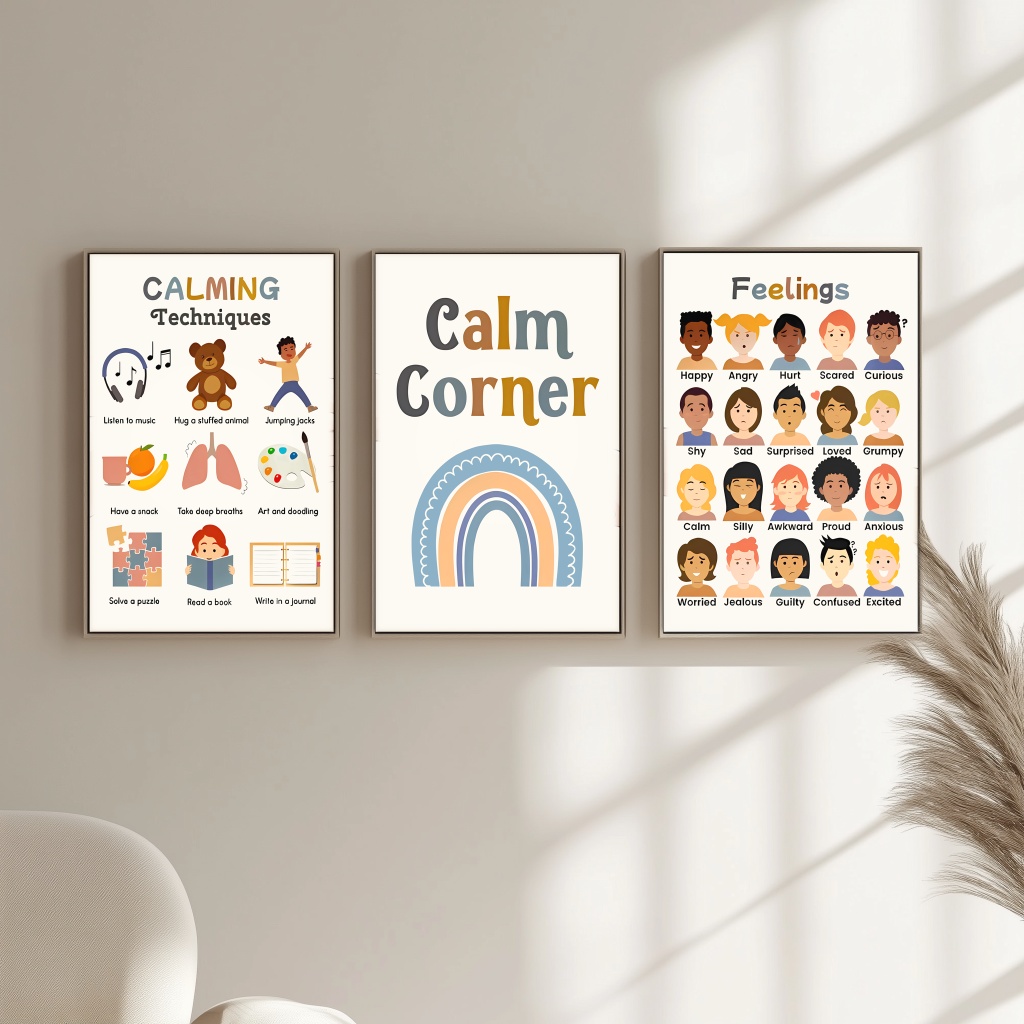 CALMING
Techniques
Listen to music
Hug a stuffed animal
Jumping jacks
Have a snack
Take deep breaths
Art and doodling
Solve a puzzle
Read a book
Write in a journal
Calm
Corner
Feelings
Happy Angry Hurt Scared Curious
?
Shy Sad Surprised Loved Grumpy
Calm Silly Awkward Proud Anxious
? ?
Worried Jealous Guilty Confused Excited